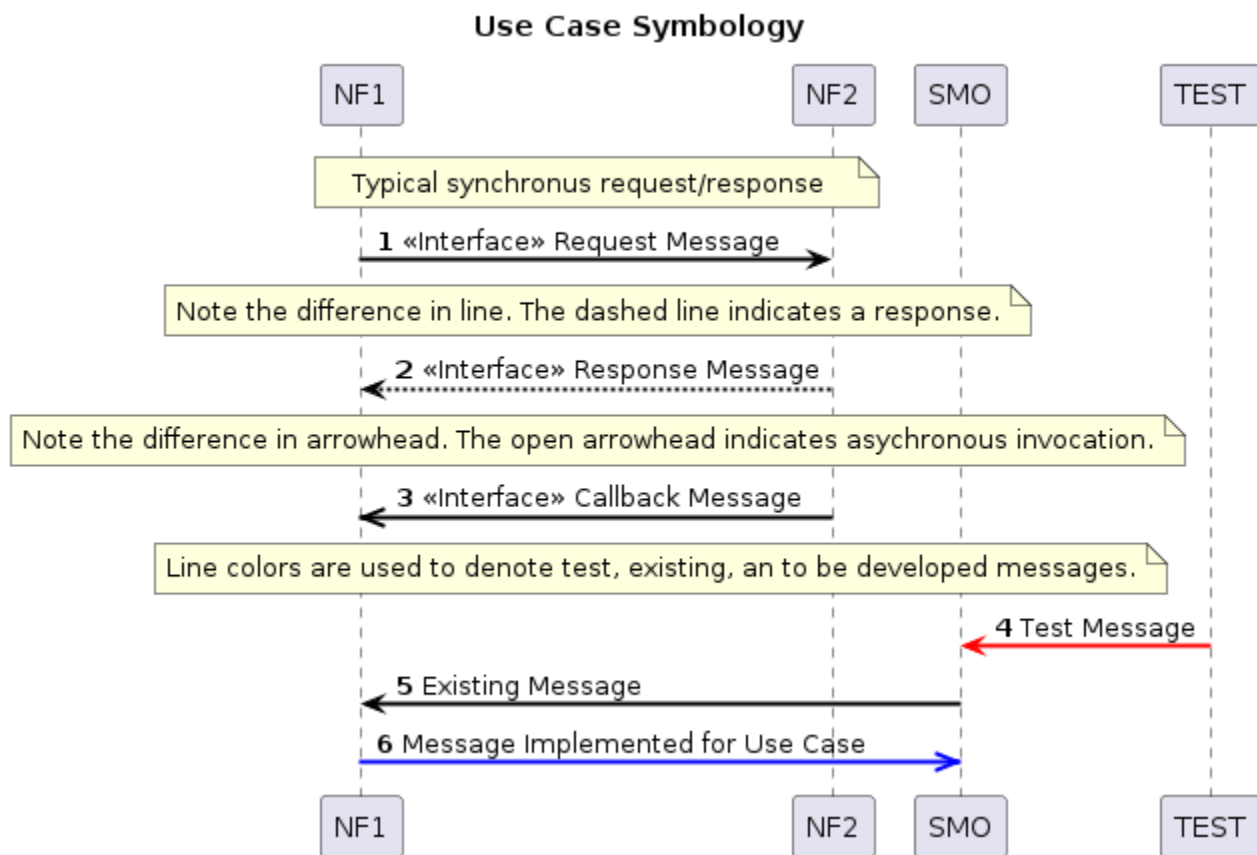 Use Case Symbology
NF1 NF2 SMO TEST
Typical synchronus request/response
1 «Interface» Request Message
Note the difference in line. The dashed line indicates a response.
2 «Interface» Response Message
Note the difference in arrowhead. The open arrowhead indicates asychronous invocation.
3 «Interface» Callback Message
Line colors are used to denote test, existing, an to be developed messages.
4 Test Message
5 Existing Message
6 Message Implemented for Use Case
NF1 NF2 SMO TEST